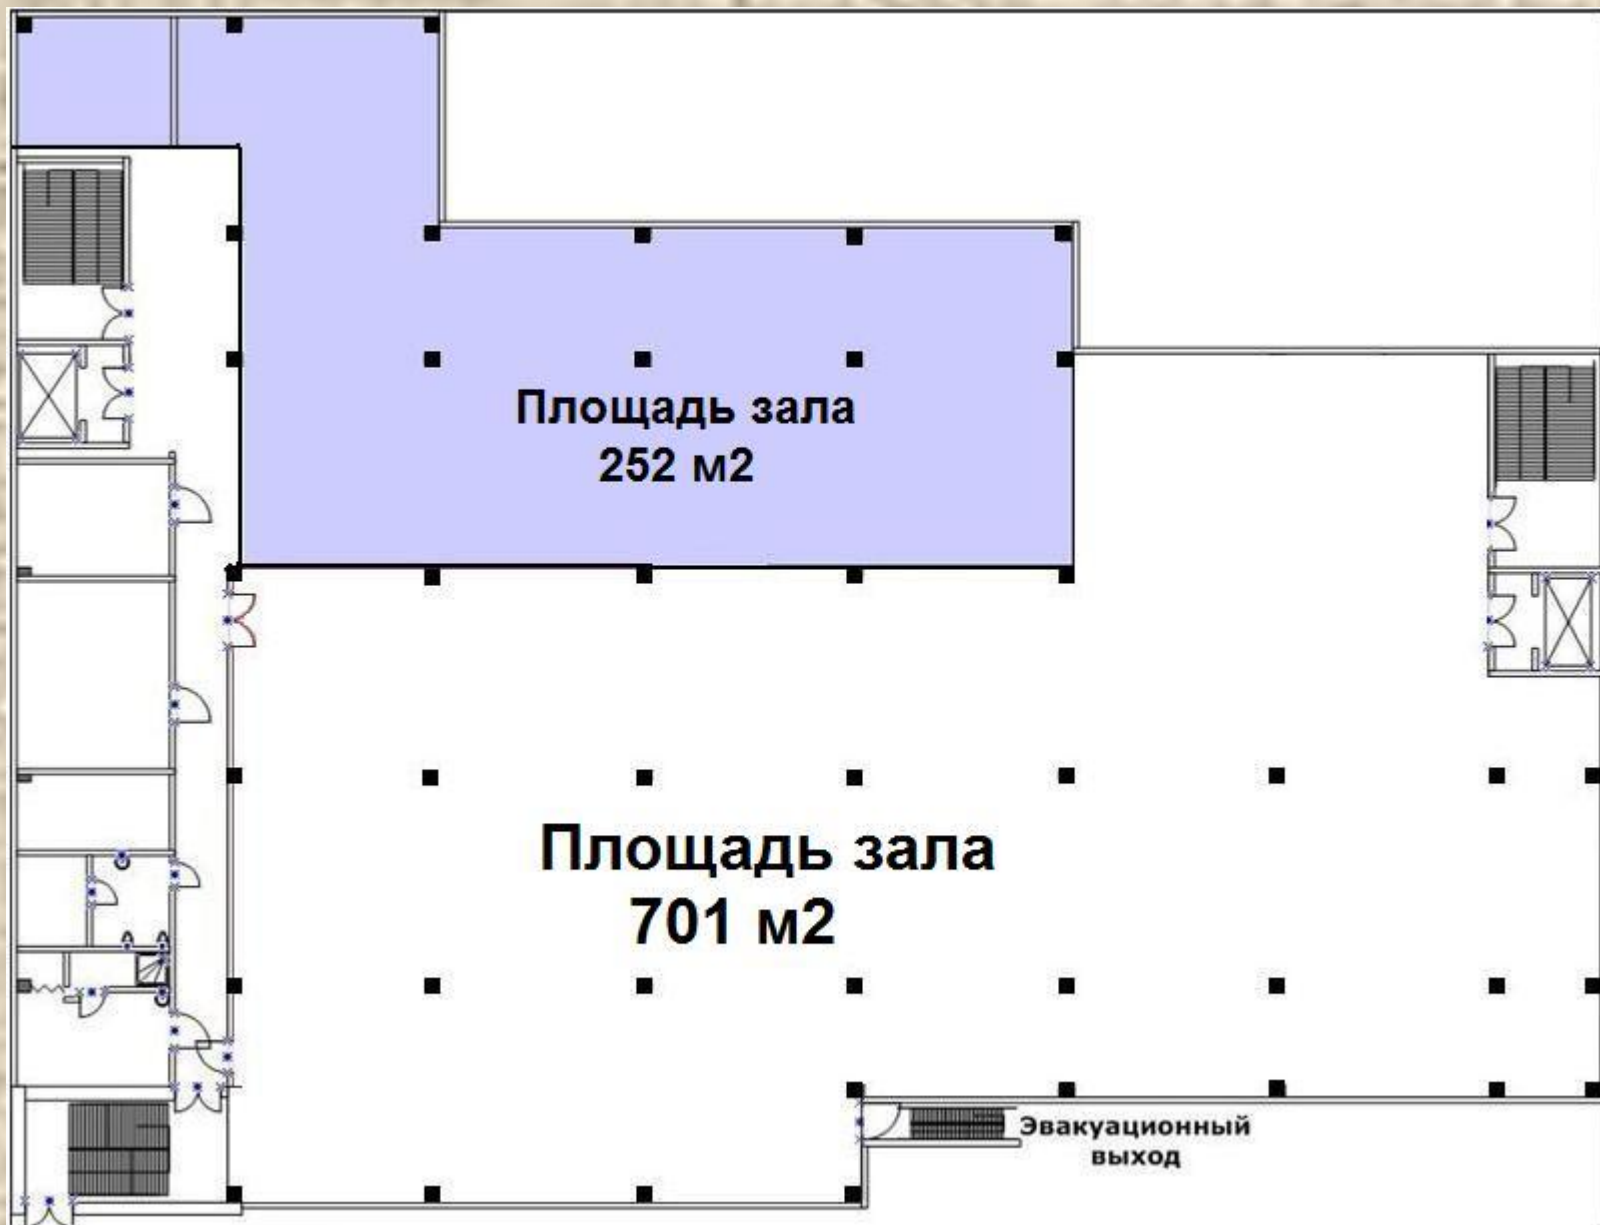 Площадь зала
252 м2
Площадь зала
701 м2
Эвакуационный
выход